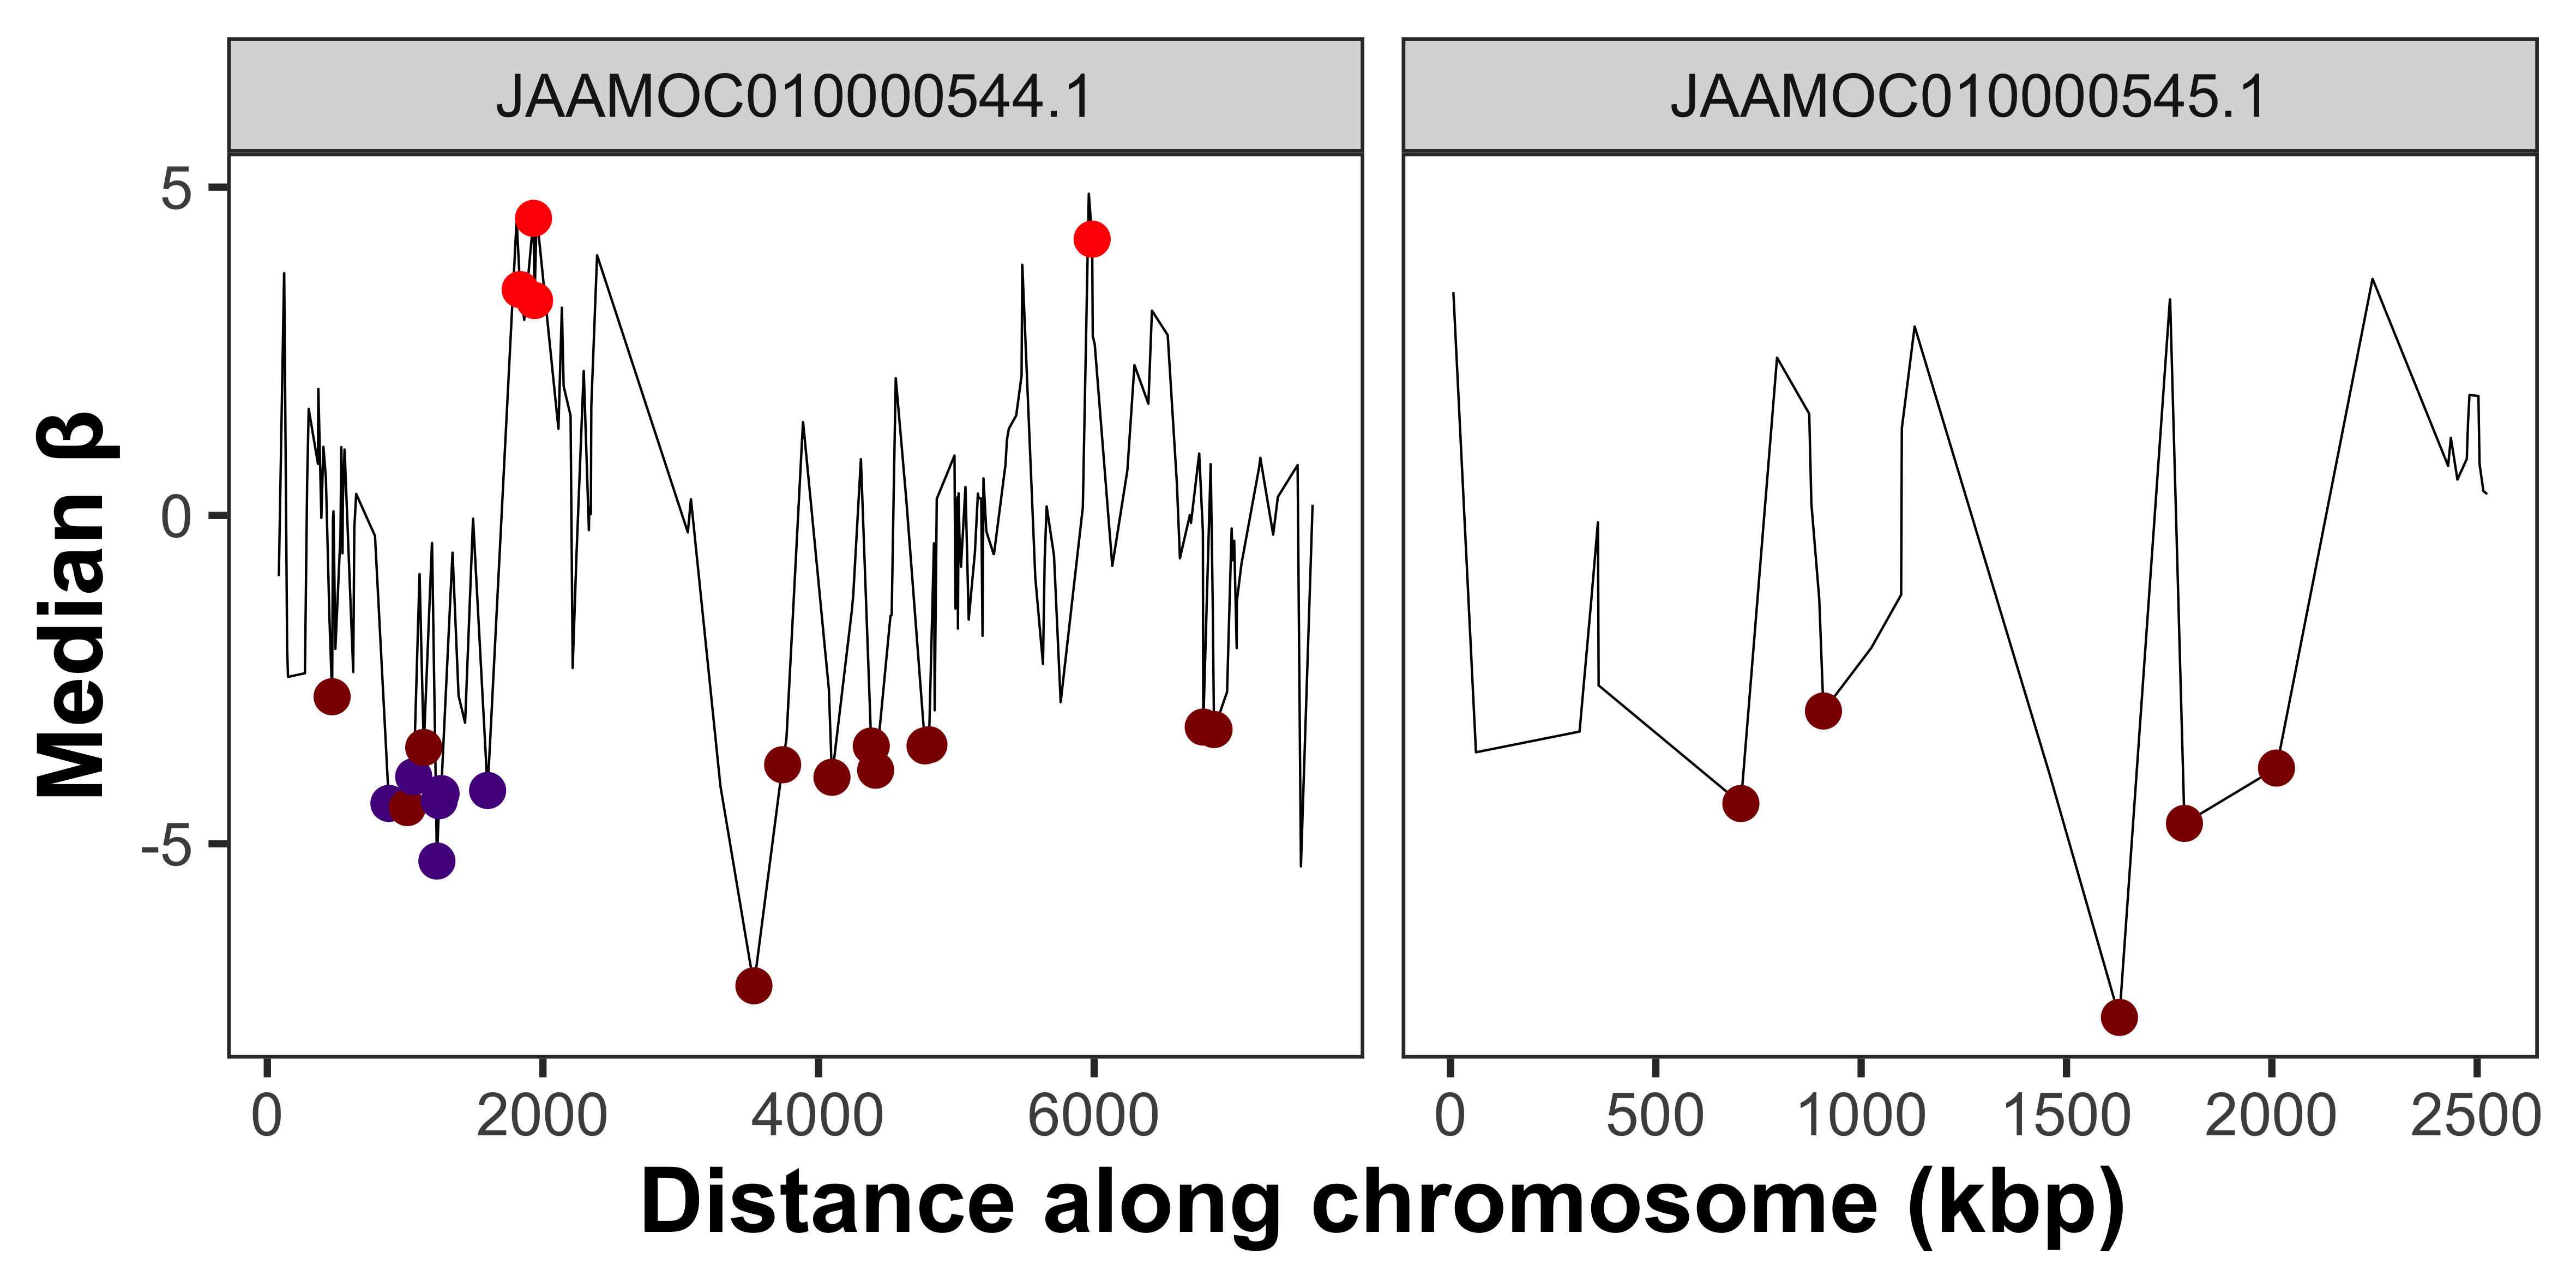 JAAMOC010000544.1 JAAMOC010000545.1
5
0
-5
Median β
0 2000 4000 6000 0 500 1000 1500 2000 2500
Distance along chromosome (kbp)